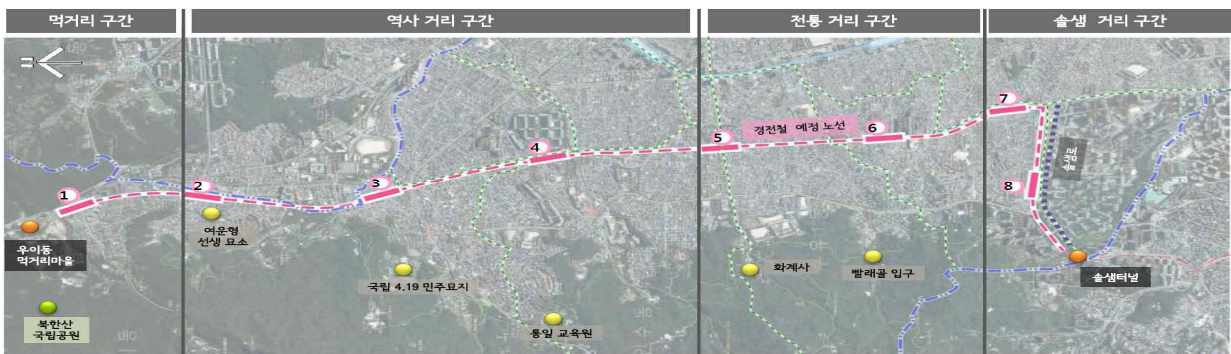 먹거리 구간
역사 거리 구간
전통 거리 구간
솔샘 거리 구간
1
2
3
4
5
경전철 예정 노선
6
7
솔샘로
8
우이동
먹거리마을
여운형
선생 묘소
국립 4.19 민주묘지
화계사
빨래골 입구
솔샘터널
북한산
국립공원
통일 교육원